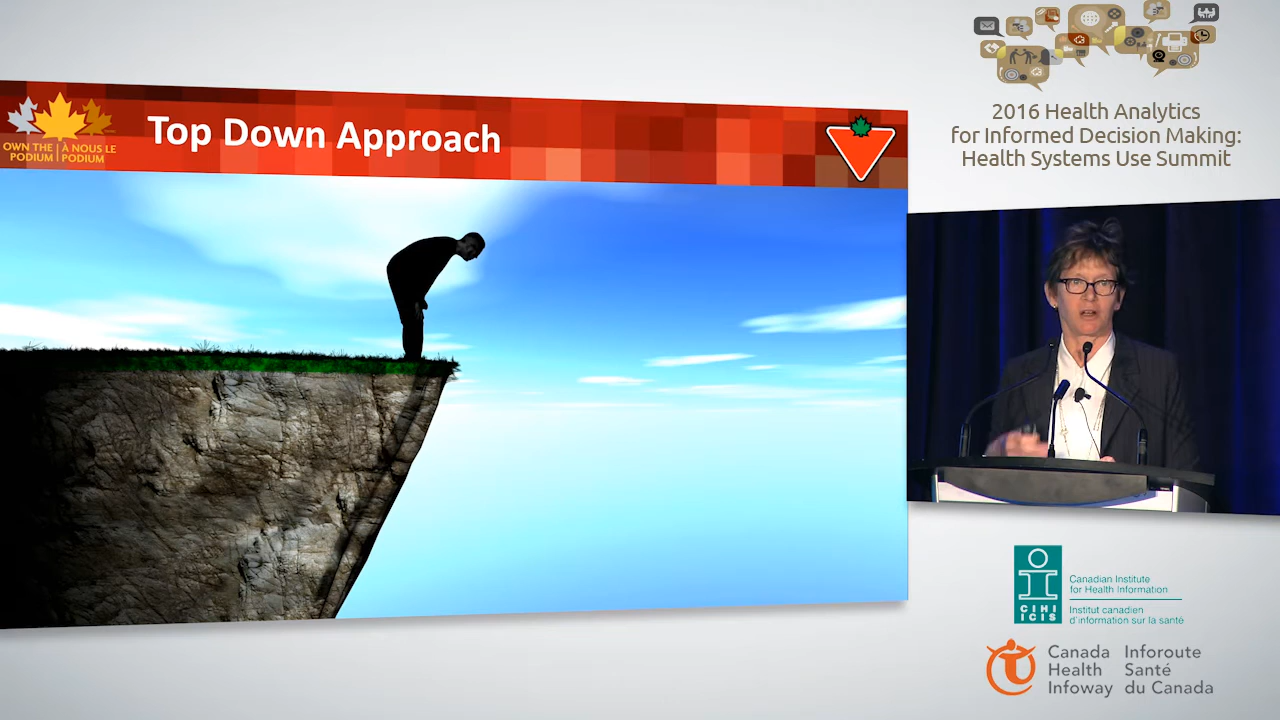 OWN THE
PODIUM
À NOUS LE
PODIUM
Top Down Approach
2016 Health Analytics
for Informed Decision Making:
Health Systems Use Summit
CIHI
ICIS
Canadian Institute
for Health Information
Institut canadien
d'information sur la santé
Canada
Health
Infoway
Inforoute
Santé
du Canada